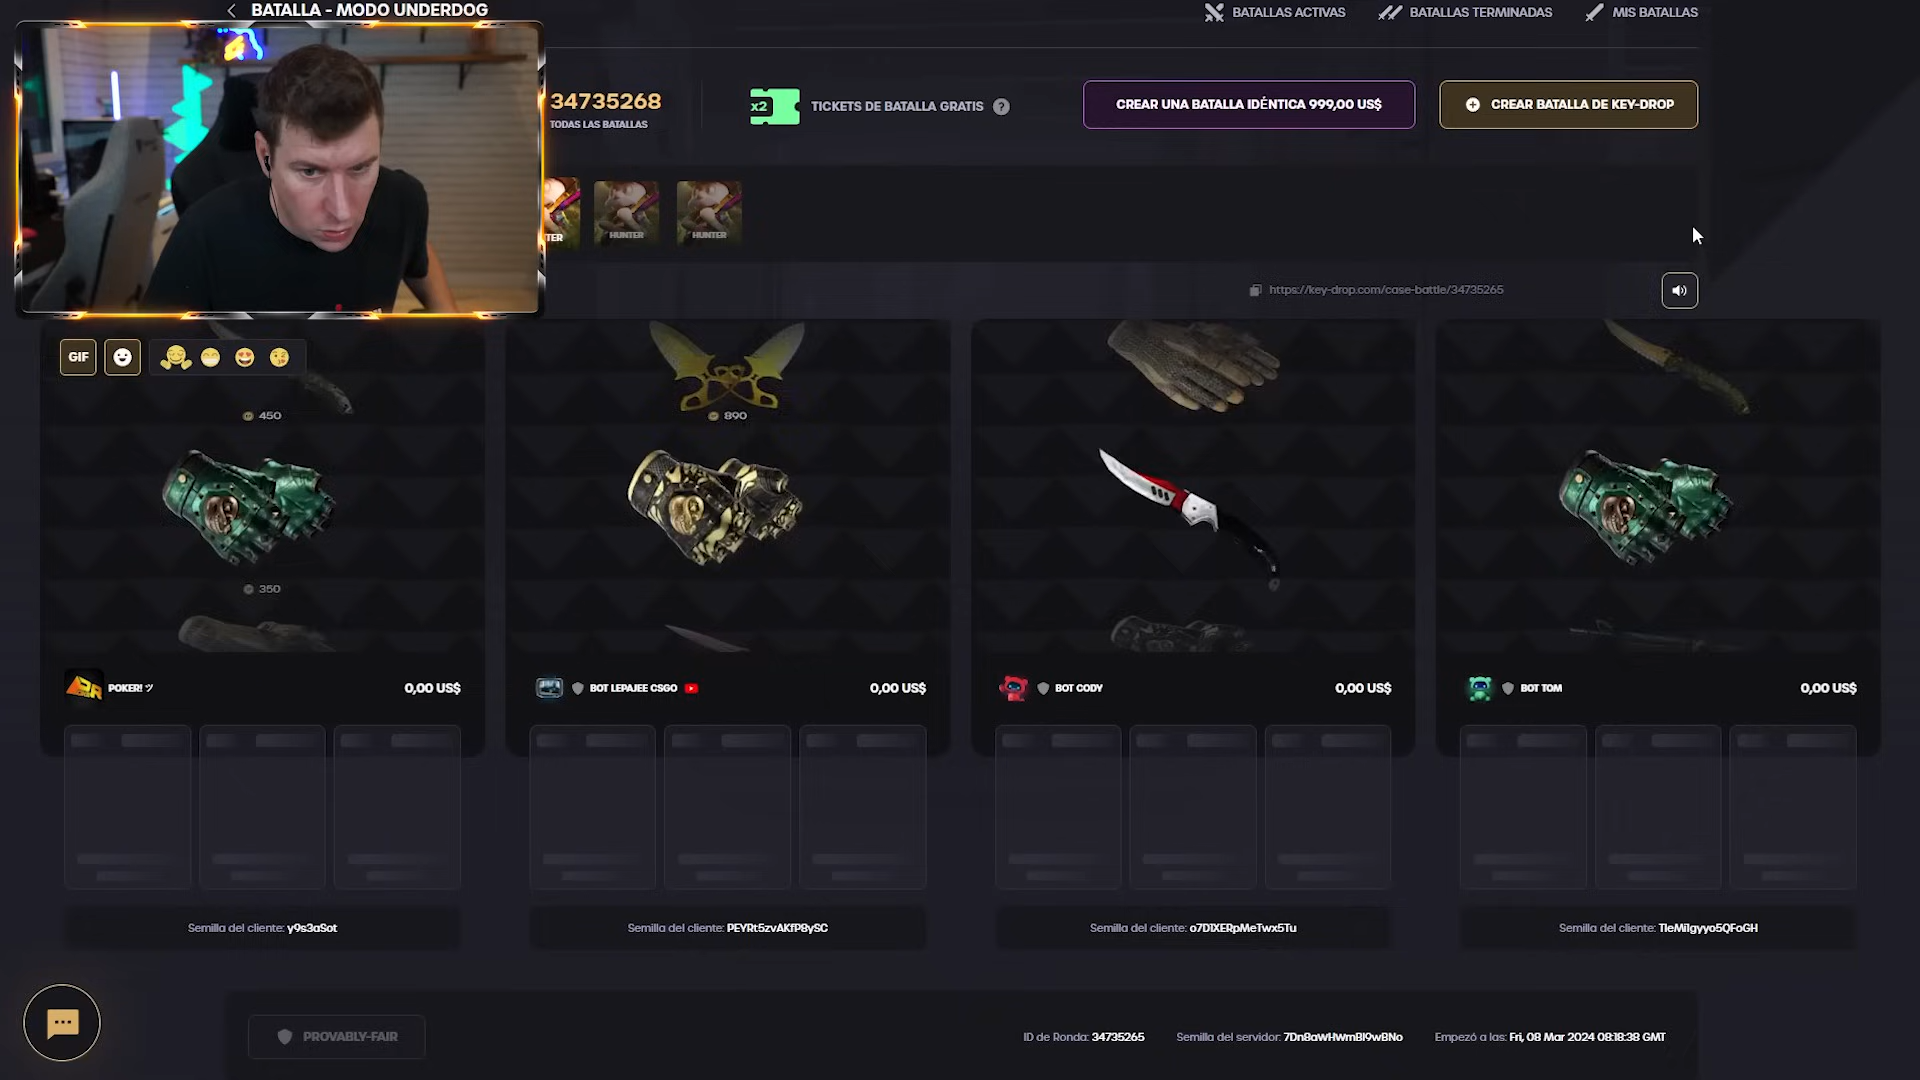 BATALLA - MODO UNDERDOG
BATALLAS ACTIVAS
BATALLAS TERMINADAS
MIS BATALLAS
34735268
TODAS LAS BATALLAS
x2
TICKETS DE BATALLA GRATIS ?
CREAR UNA BATALLA IDÉNTICA 999,00 US$
CREAR BATALLA DE KEY-DROP
TER
HUNTER
HUNTER
https://key-drop.com/case-battle/34735265
GIF
450
890
350
POKER! ツ
0,00 US$
BOT LEPAJEE CSGO
0,00 US$
BOT CODY
0,00 US$
BOT TOM
0,00 US$
Semilla del cliente: y9s3aSot
Semilla del cliente: PEYRt5zvAKfP8ySC
Semilla del cliente: o7D1XERpMeTwx5Tu
Semilla del cliente: TleMi1gyyo5QFoGH
PROVABLY-FAIR
ID de Ronda: 34735265
Semilla del servidor: 7Dn8aWHWmBl9wBNo
Empezó a las: Fri, 08 Mar 2024 08:18:38 GMT